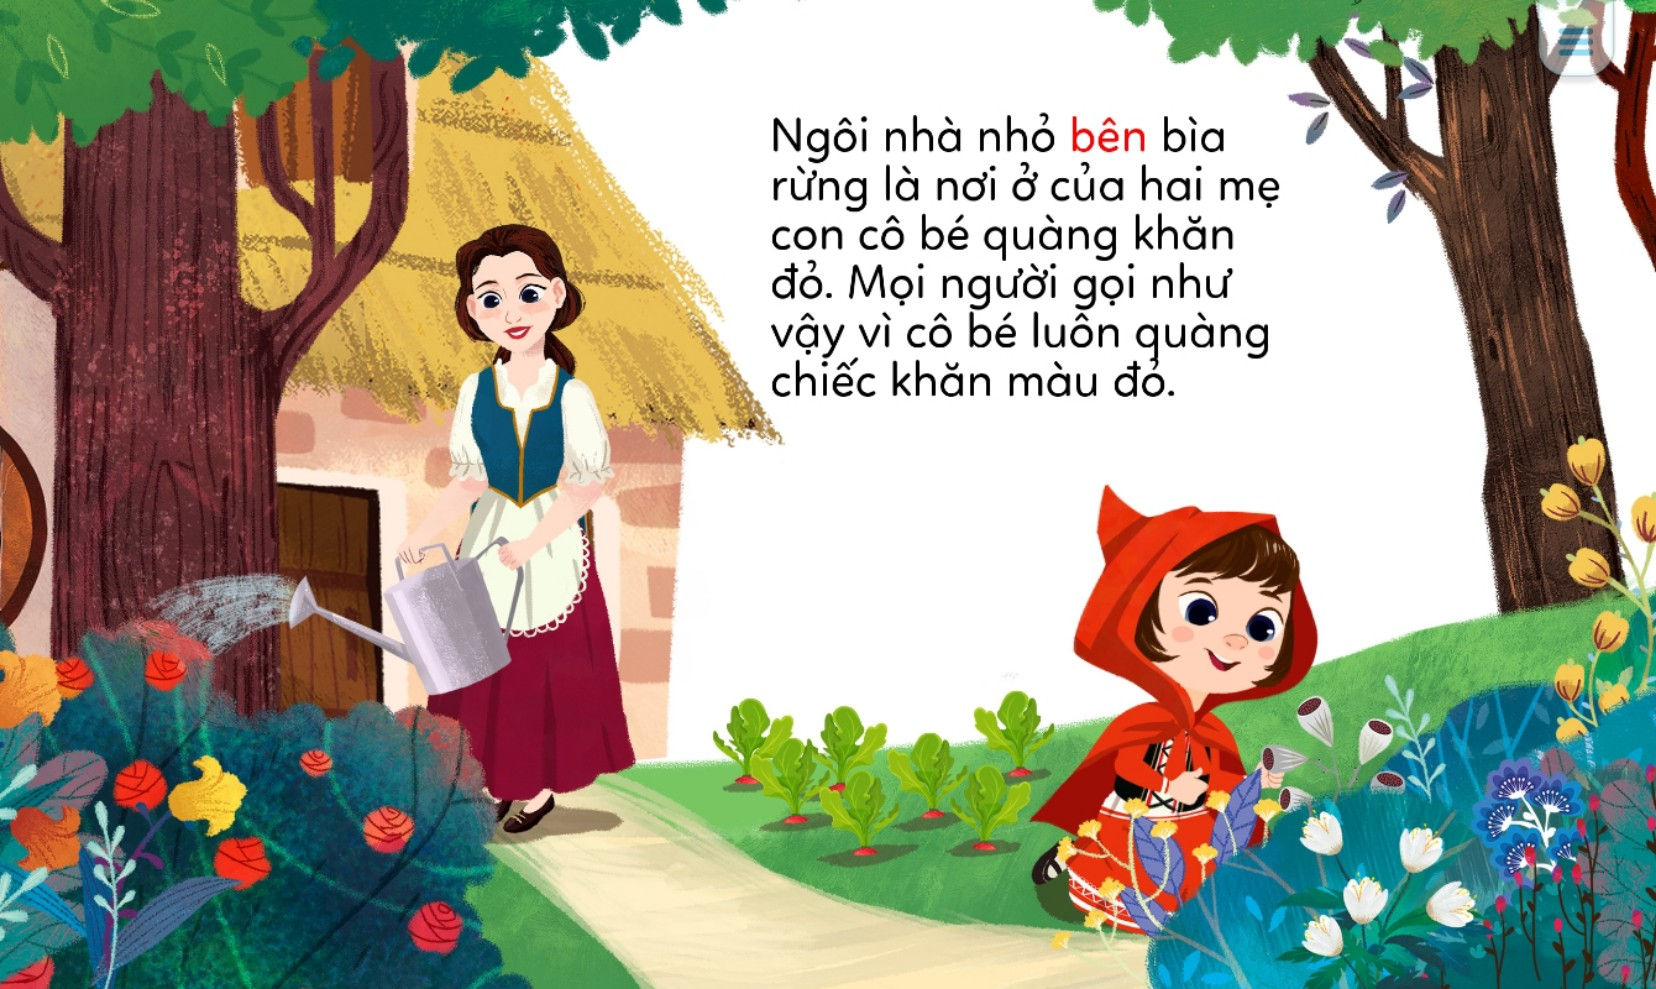 Ngôi nhà nhỏ bên bìa
rừng là nơi ở của hai mẹ
con cô bé quàng khăn
đỏ. Mọi người gọi như
vậy vì cô bé luôn quàng
chiếc khăn màu đỏ.